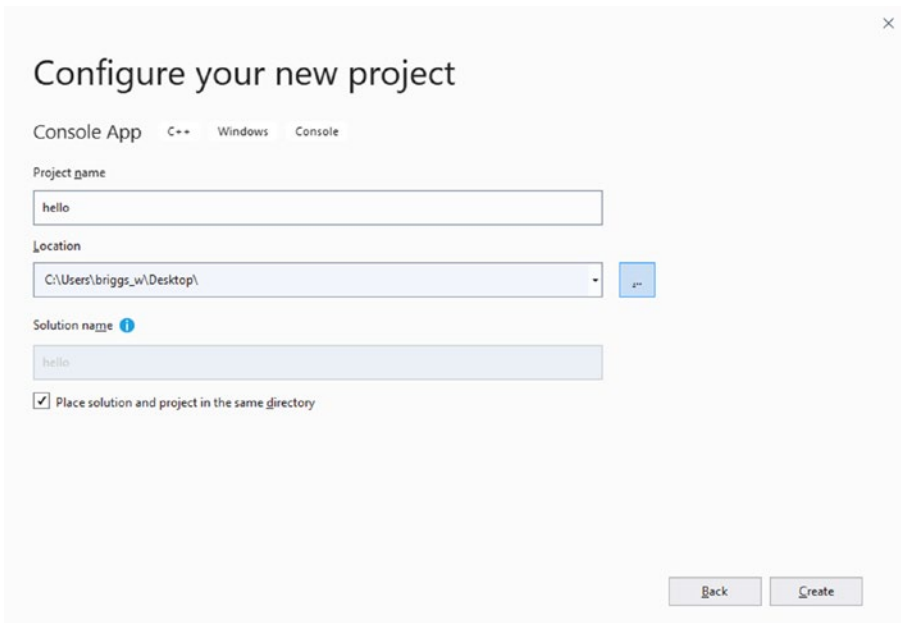 Configure your new project
Console App C++ Windows Console
Project name
hello
Location
C:\Users\briggs_w\Desktop\
...
Solution name
hello
Place solution and project in the same directory
Back Create